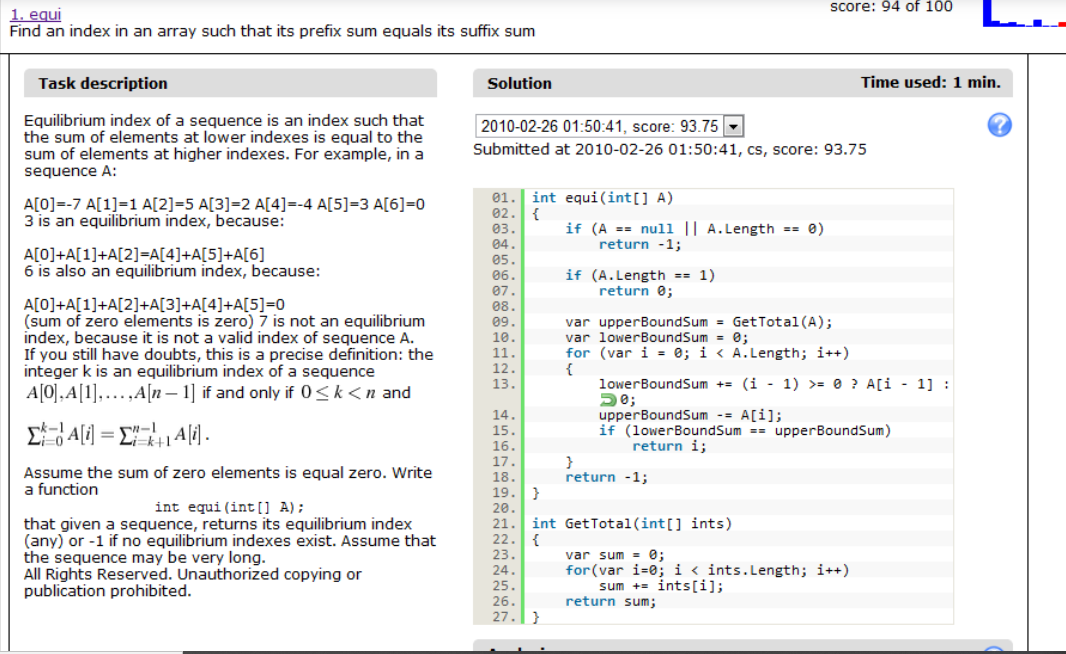 1. equi
score: 94 of 100
Find an index in an array such that its prefix sum equals its suffix sum
Task description
Equilibrium index of a sequence is an index such that
the sum of elements at lower indexes is equal to the
sum of elements at higher indexes. For example, in a
sequence A:
A[0]=-7 A[1]=1 A[2]=5 A[3]=2 A[4]=-4 A[5]=3 A[6]=0
3 is an equilibrium index, because:
A[0]+A[1]+A[2]=A[4]+A[5]+A[6]
6 is also an equilibrium index, because:
A[0]+A[1]+A[2]+A[3]+A[4]+A[5]=0
(sum of zero elements is zero) 7 is not an equilibrium
index, because it is not a valid index of sequence A.
If you still have doubts, this is a precise definition: the
integer k is an equilibrium index of a sequence
A[0],A[1],...,A[n−1] if and only if 0≤k<n and
∑_{i=0}^{k−1} A[i] = ∑_{i=k+1}^{n−1} A[i].
Assume the sum of zero elements is equal zero. Write
a function
int equi(int[] A);
that given a sequence, returns its equilibrium index
(any) or -1 if no equilibrium indexes exist. Assume that
the sequence may be very long.
All Rights Reserved. Unauthorized copying or
publication prohibited.
Solution
Time used: 1 min.
2010-02-26 01:50:41, score: 93.75
?
Submitted at 2010-02-26 01:50:41, cs, score: 93.75
01. int equi(int[] A)
02. {
03. if (A == null || A.Length == 0)
04. return -1;
05.
06. if (A.Length == 1)
07. return 0;
08.
09. var upperBoundSum = GetTotal(A);
10. var lowerBoundSum = 0;
11. for (var i = 0; i < A.Length; i++)
12. {
13. lowerBoundSum += (i - 1) >= 0 ? A[i - 1] :
0;
14. upperBoundSum -= A[i];
15. if (lowerBoundSum == upperBoundSum)
16. return i;
17. }
18. return -1;
19. }
20.
21. int GetTotal(int[] ints)
22. {
23. var sum = 0;
24. for(var i=0; i < ints.Length; i++)
25. sum += ints[i];
26. return sum;
27. }